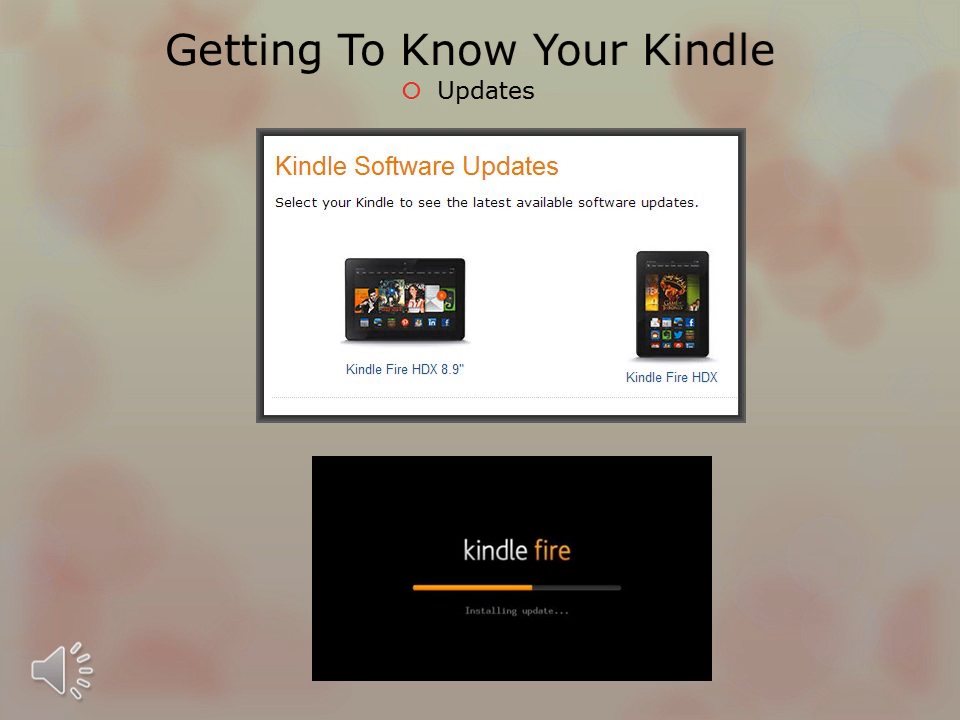 Getting To Know Your Kindle
Updates
Kindle Software Updates
Select your Kindle to see the latest available software updates.
Kindle Fire HDX 8.9"
Kindle Fire HDX
kindle fire
Installing update...